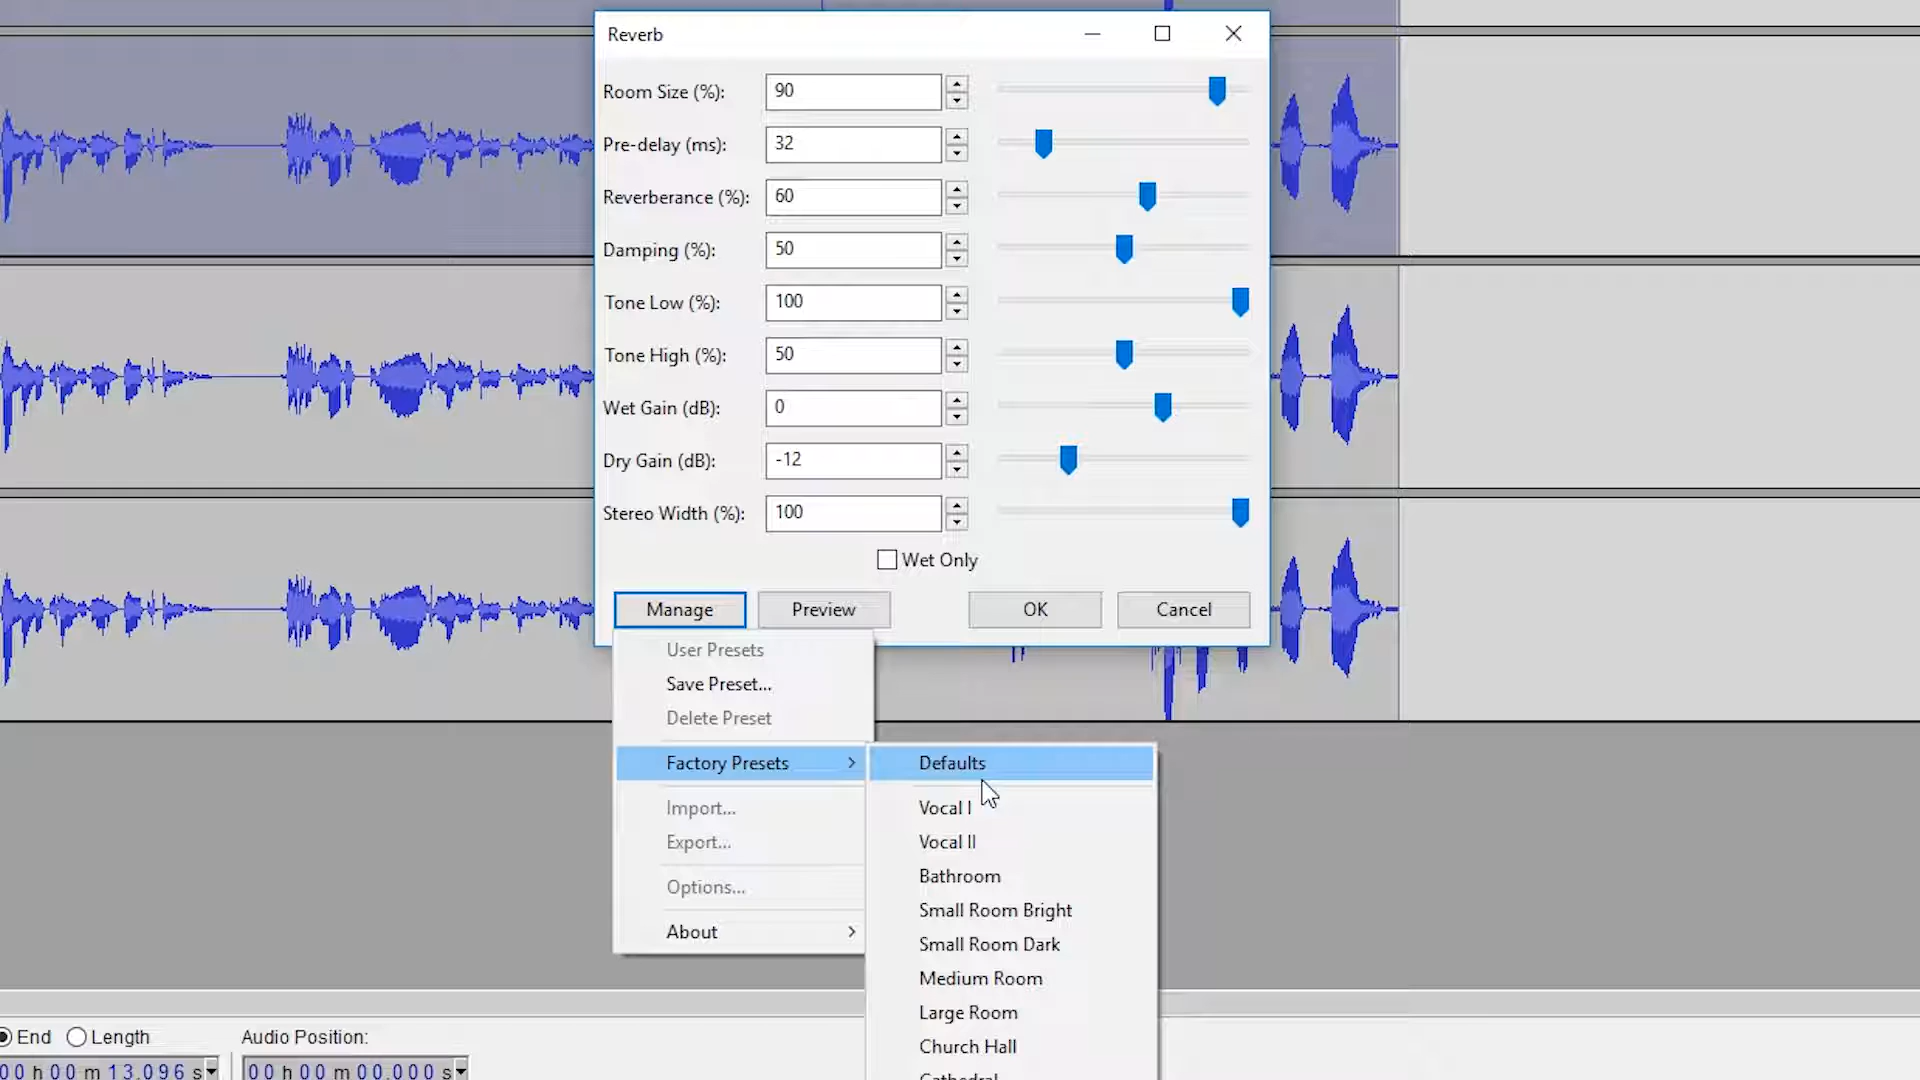 Reverb
Room Size (%): 90
Pre-delay (ms): 32
Reverberance (%): 60
Damping (%): 50
Tone Low (%): 100
Tone High (%): 50
Wet Gain (dB): 0
Dry Gain (dB): -12
Stereo Width (%): 100
Wet Only
Manage Preview OK Cancel
User Presets
Save Preset...
Delete Preset
Factory Presets
Import...
Export...
Options...
About
Defaults
Vocal I
Vocal II
Bathroom
Small Room Bright
Small Room Dark
Medium Room
Large Room
Church Hall
Cathedral
End Length Audio Position:
00 h 00 m 13.096 s 00 h 00 m 00.000 s